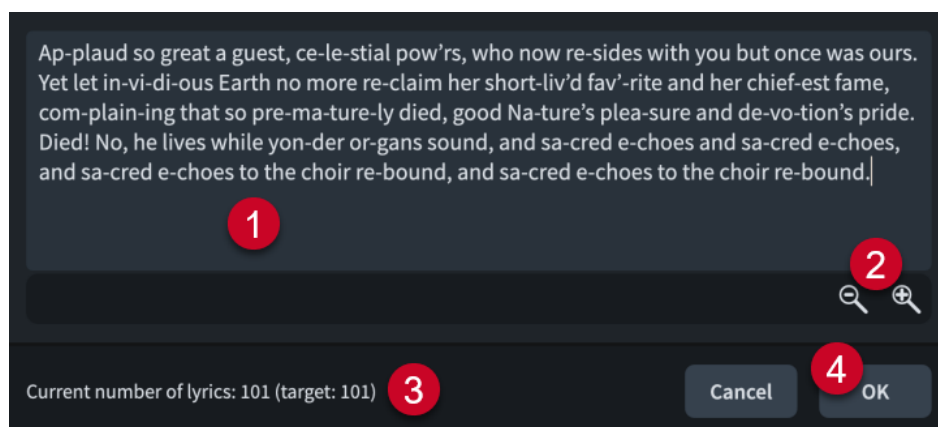 Ap-plaud so great a guest, ce-le-stial pow’rs, who now re-sides with you but once was ours.
Yet let in-vi-di-ous Earth no more re-claim her short-liv’d fav’-rite and her chief-est fame,
com-plain-ing that so pre-ma-ture-ly died, good Na-ture’s plea-sure and de-vo-tion’s pride.
Died! No, he lives while yon-der or-gans sound, and sa-cred e-choes and sa-cred e-choes,
and sa-cred e-choes to the choir re-bound, and sa-cred e-choes to the choir re-bound.
1
2
Current number of lyrics: 101 (target: 101) 3 Cancel 4 OK